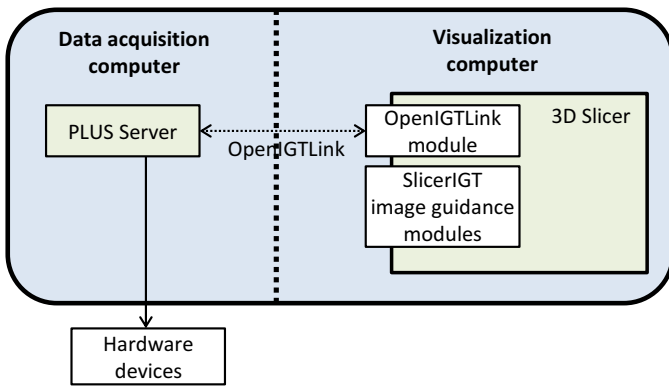 Data acquisition
computer
Visualization
computer
PLUS Server
OpenIGTLink
OpenIGTLink
module
3D Slicer
SlicerIGT
image guidance
modules
Hardware
devices